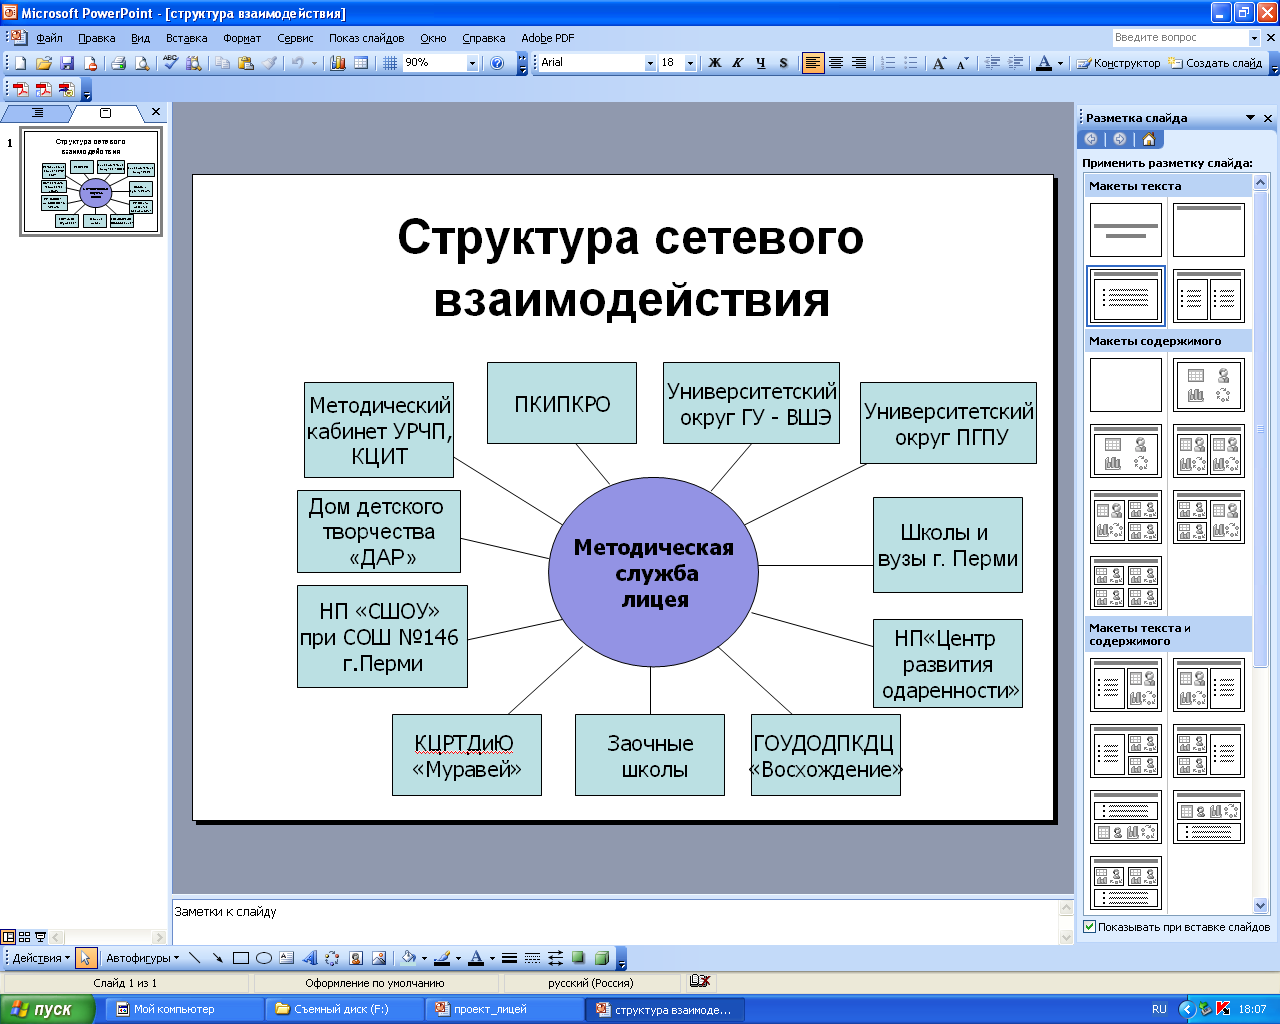 Microsoft PowerPoint - [структура взаимодействия]
Файл Правка Вид Вставка Формат Сервис Показ слайдов Окно Справка Adobe PDF Введите вопрос
90% Arial 18 Ж К Ч S Конструктор Создать слайд
Разметка слайда
Применить разметку слайда:
Макеты текста
Макеты содержимого
Макеты текста и
содержимого
Показывать при вставке слайдов
1
Структура сетевого
взаимодействия
Структура сетевого
взаимодействия
Методический
кабинет УРЧП,
КЦИТ
ПКИПКРО
Университетский
округ ГУ - ВШЭ
Университетский
округ ПГПУ
Дом детского
творчества
«ДАР»
Методическая
служба
лицея
Школы и
вузы г. Перми
НП «СШОУ»
при СОШ №146
г.Перми
НП«Центр
развития
одаренности»
КЦРТДиЮ
«Муравей»
Заочные
школы
ГОУДОДПКДЦ
«Восхождение»
Заметки к слайду
Действия Автофигуры
Слайд 1 из 1 Оформление по умолчанию русский (Россия)
пуск Мой компьютер Съемный диск (F:) проект_лицей структура взаимоде... RU 18:07